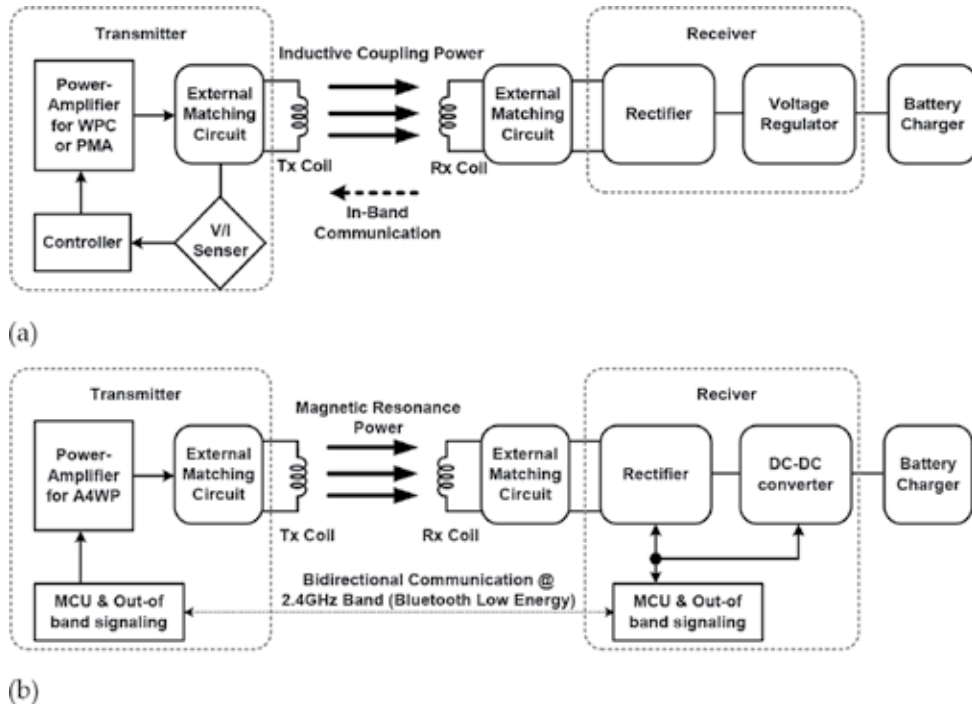 Transmitter
Receiver
Inductive Coupling Power
Power-
Amplifier
for WPC
or PMA
External
Matching
Circuit
Tx Coil
Rx Coil
External
Matching
Circuit
Rectifier
Voltage
Regulator
Battery
Charger
In-Band
Communication
Controller
V/I
Senser
(a)
Transmitter
Reciver
Magnetic Resonance
Power
Power-
Amplifier
for A4WP
External
Matching
Circuit
Tx Coil
Rx Coil
External
Matching
Circuit
Rectifier
DC-DC
converter
Battery
Charger
Bidirectional Communication @
2.4GHz Band (Bluetooth Low Energy)
MCU & Out-of
band signaling
MCU & Out-of
band signaling
(b)